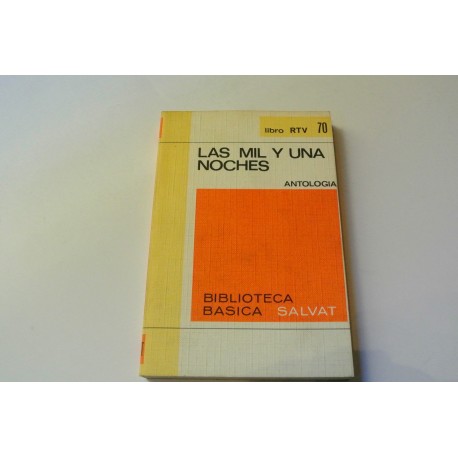 libro RTV 70
LAS MIL Y UNA
NOCHES
ANTOLOGIA
BIBLIOTECA
BASICA SALVAT